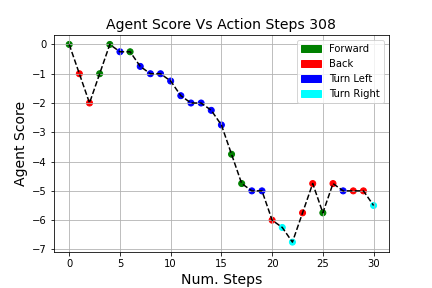 Agent Score Vs Action Steps 308
Forward
Back
Turn Left
Turn Right
Agent Score
0
−1
−2
−3
−4
−5
−6
−7
0 5 10 15 20 25 30
Num. Steps